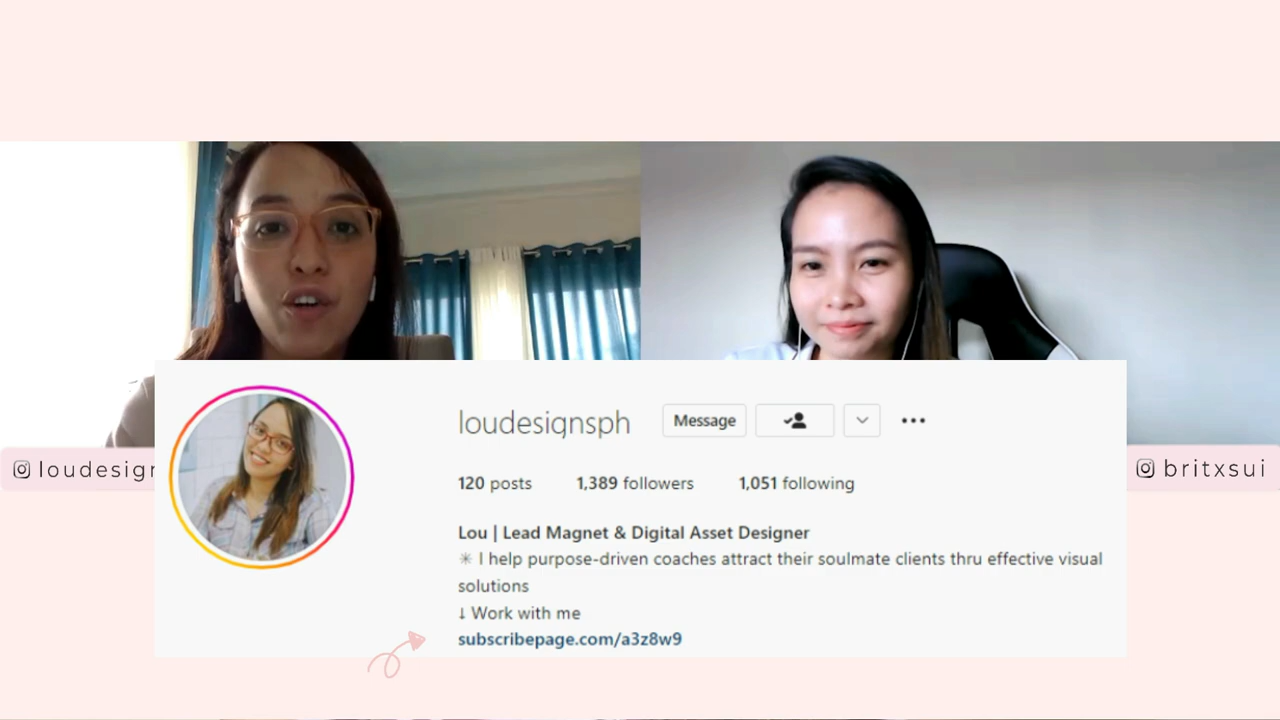 loudesignsph
Message
120 posts
1,389 followers
1,051 following
Lou | Lead Magnet & Digital Asset Designer
✳ I help purpose-driven coaches attract their soulmate clients thru effective visual
solutions
↓ Work with me
subscribepage.com/a3z8w9
loudesign
britxsui